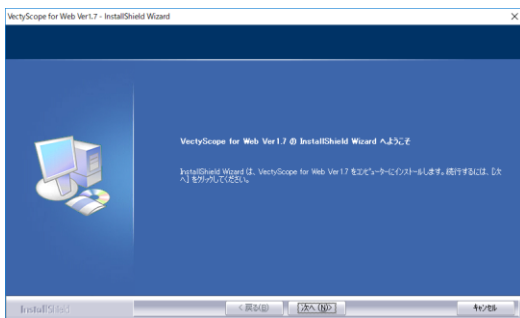 VectyScope for Web Ver1.7 - InstallShield Wizard
VectyScope for Web Ver1.7 の InstallShield Wizard へようこそ
InstallShield Wizard は、VectyScope for Web Ver1.7 をコンピューターにインストールします。続行するには、[次
へ] をクリックしてください。
InstallShield
< 戻る(B)
次へ(N)>
キャンセル